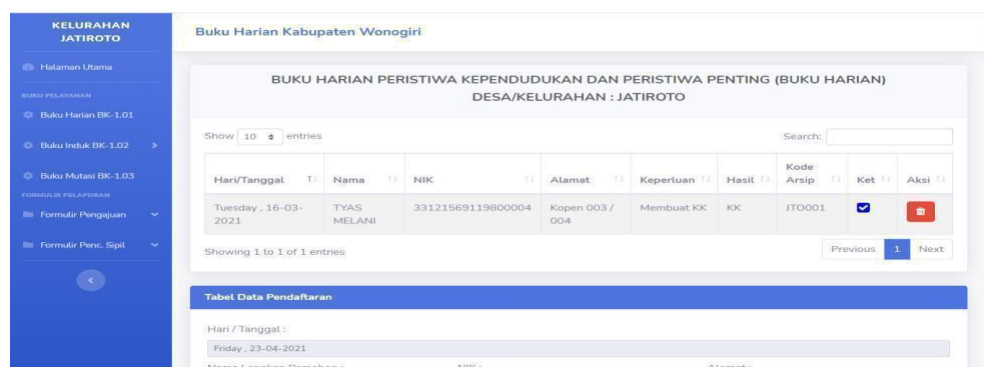 KELURAHAN
JATIROTO
Halaman Utama
BUKU PELAYANAN
Buku Harian BK-1.01
Buku Induk BK-1.02
Buku Mutasi BK-1.03
FORMULIR PELAPORAN
Formulir Pengajuan
Formulir Penc. Sipil
Buku Harian Kabupaten Wonogiri
BUKU HARIAN PERISTIWA KEPENDUDUKAN DAN PERISTIWA PENTING (BUKU HARIAN)
DESA/KELURAHAN : JATIROTO
Show 10 entries Search:
Hari/Tanggal Nama NIK Alamat Keperluan Hasil Kode Arsip Ket Aksi
Tuesday , 16-03-2021 TYAS MELANI 33121569119800004 Kopen 003 / 004 Membuat KK KK JTO001
Showing 1 to 1 of 1 entries Previous 1 Next
Tabel Data Pendaftaran
Hari / Tanggal :
Friday , 23-04-2021